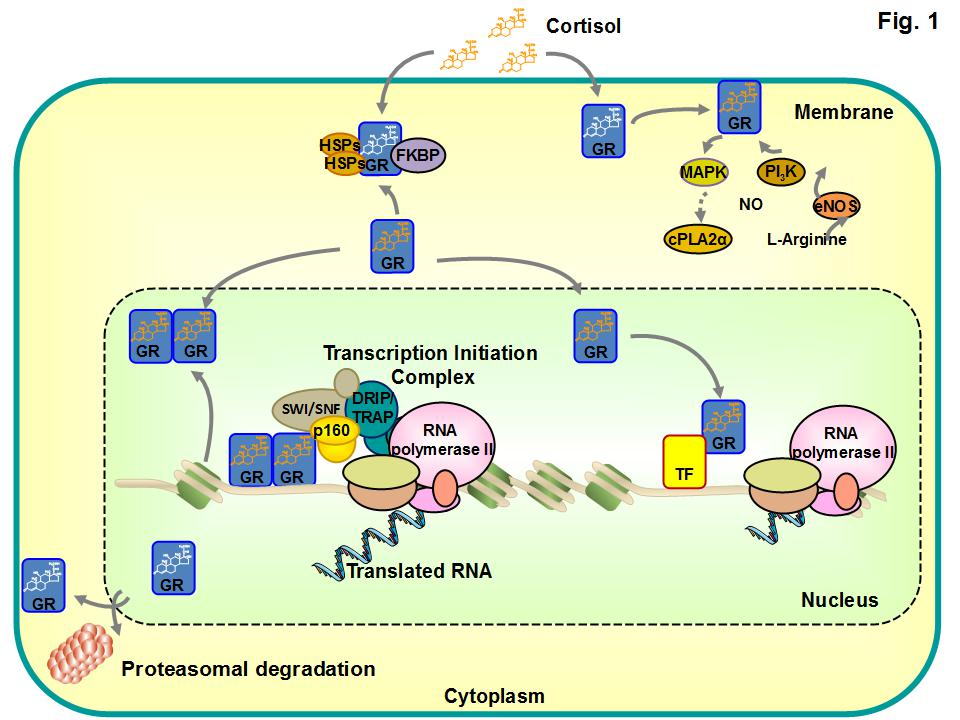 Fig. 1
Cortisol
Membrane
GR
GR
HSPs
HSPs
GR
FKBP
MAPK
PI3K
NO
eNOS
cPLA2α
L-Arginine
GR
GR
GR
GR
Transcription Initiation
Complex
SWI/SNF
DRIP/
TRAP
p160
RNA
polymerase II
GR
GR
GR
TF
RNA
polymerase II
Translated RNA
GR
GR
Nucleus
Proteasomal degradation
Cytoplasm